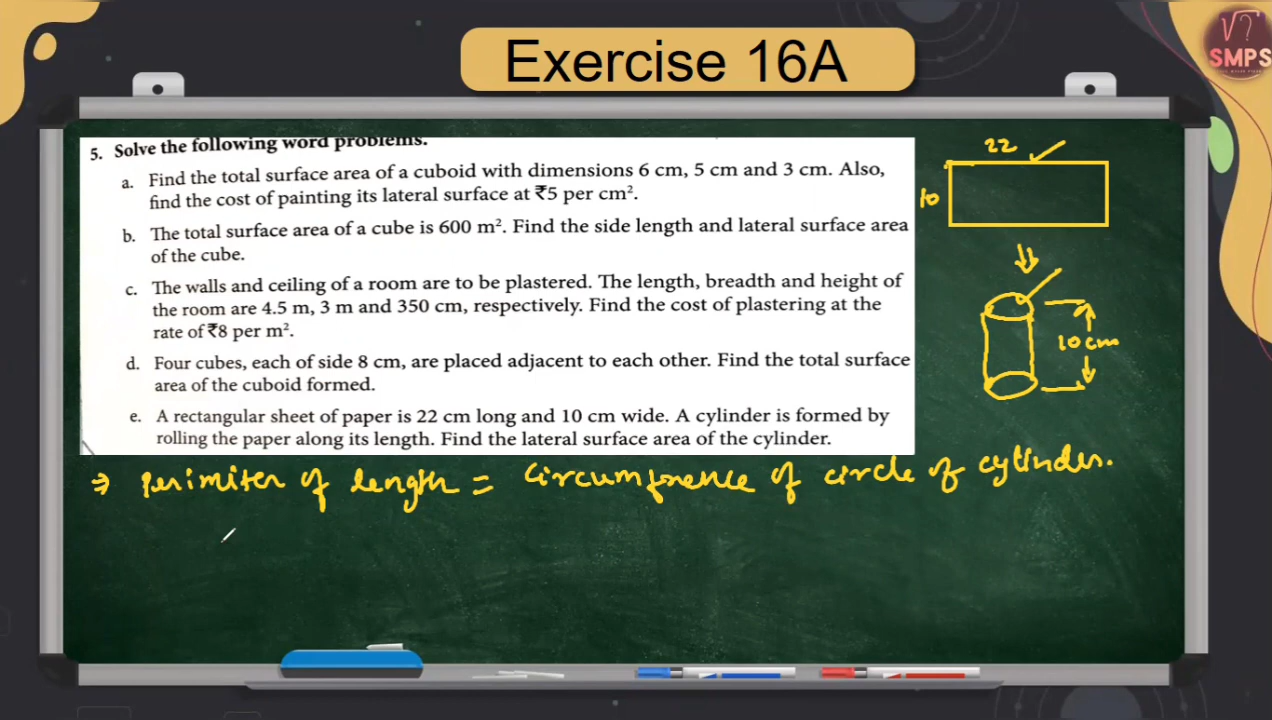 Exercise 16A
V?
SMPS
5. Solve the following word problems.
a. Find the total surface area of a cuboid with dimensions 6 cm, 5 cm and 3 cm. Also,
find the cost of painting its lateral surface at ₹5 per cm².
b. The total surface area of a cube is 600 m². Find the side length and lateral surface area
of the cube.
c. The walls and ceiling of a room are to be plastered. The length, breadth and height of
the room are 4.5 m, 3 m and 350 cm, respectively. Find the cost of plastering at the
rate of ₹8 per m².
d. Four cubes, each of side 8 cm, are placed adjacent to each other. Find the total surface
area of the cuboid formed.
e. A rectangular sheet of paper is 22 cm long and 10 cm wide. A cylinder is formed by
rolling the paper along its length. Find the lateral surface area of the cylinder.
22
10
10cm
⇒ Perimiter of length = Circumfrence of circle of cylinder.